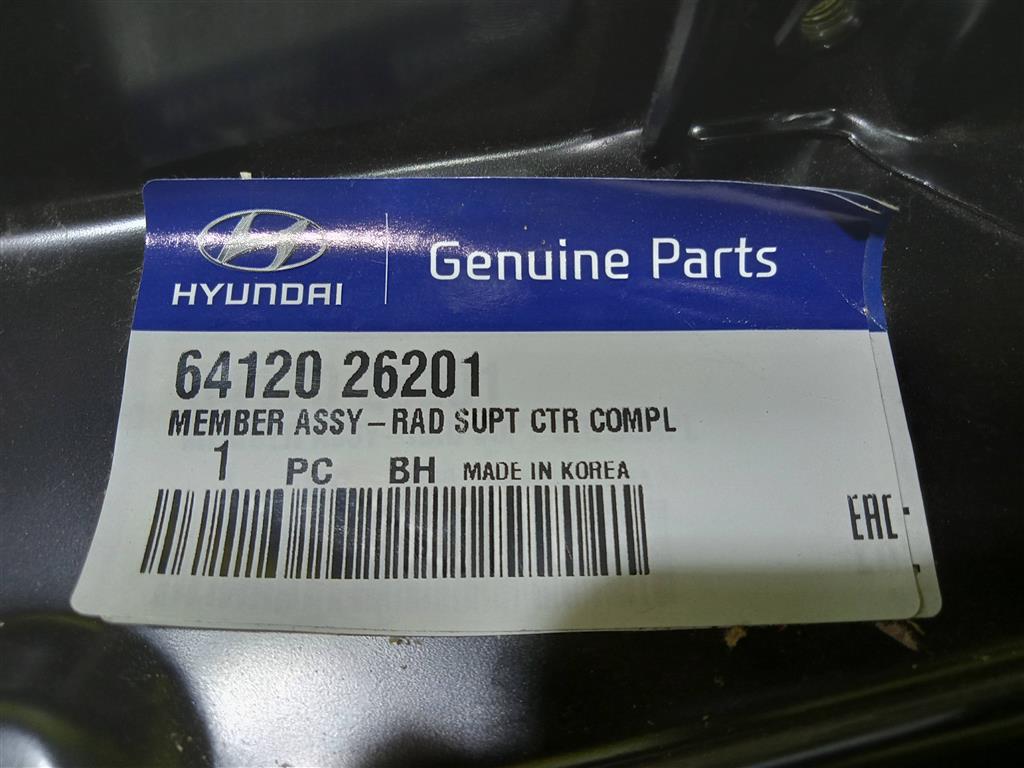 HYUNDAI
Genuine Parts
64120 26201
MEMBER ASSY-RAD SUPT CTR COMPL
1 PC BH MADE IN KOREA
EAC